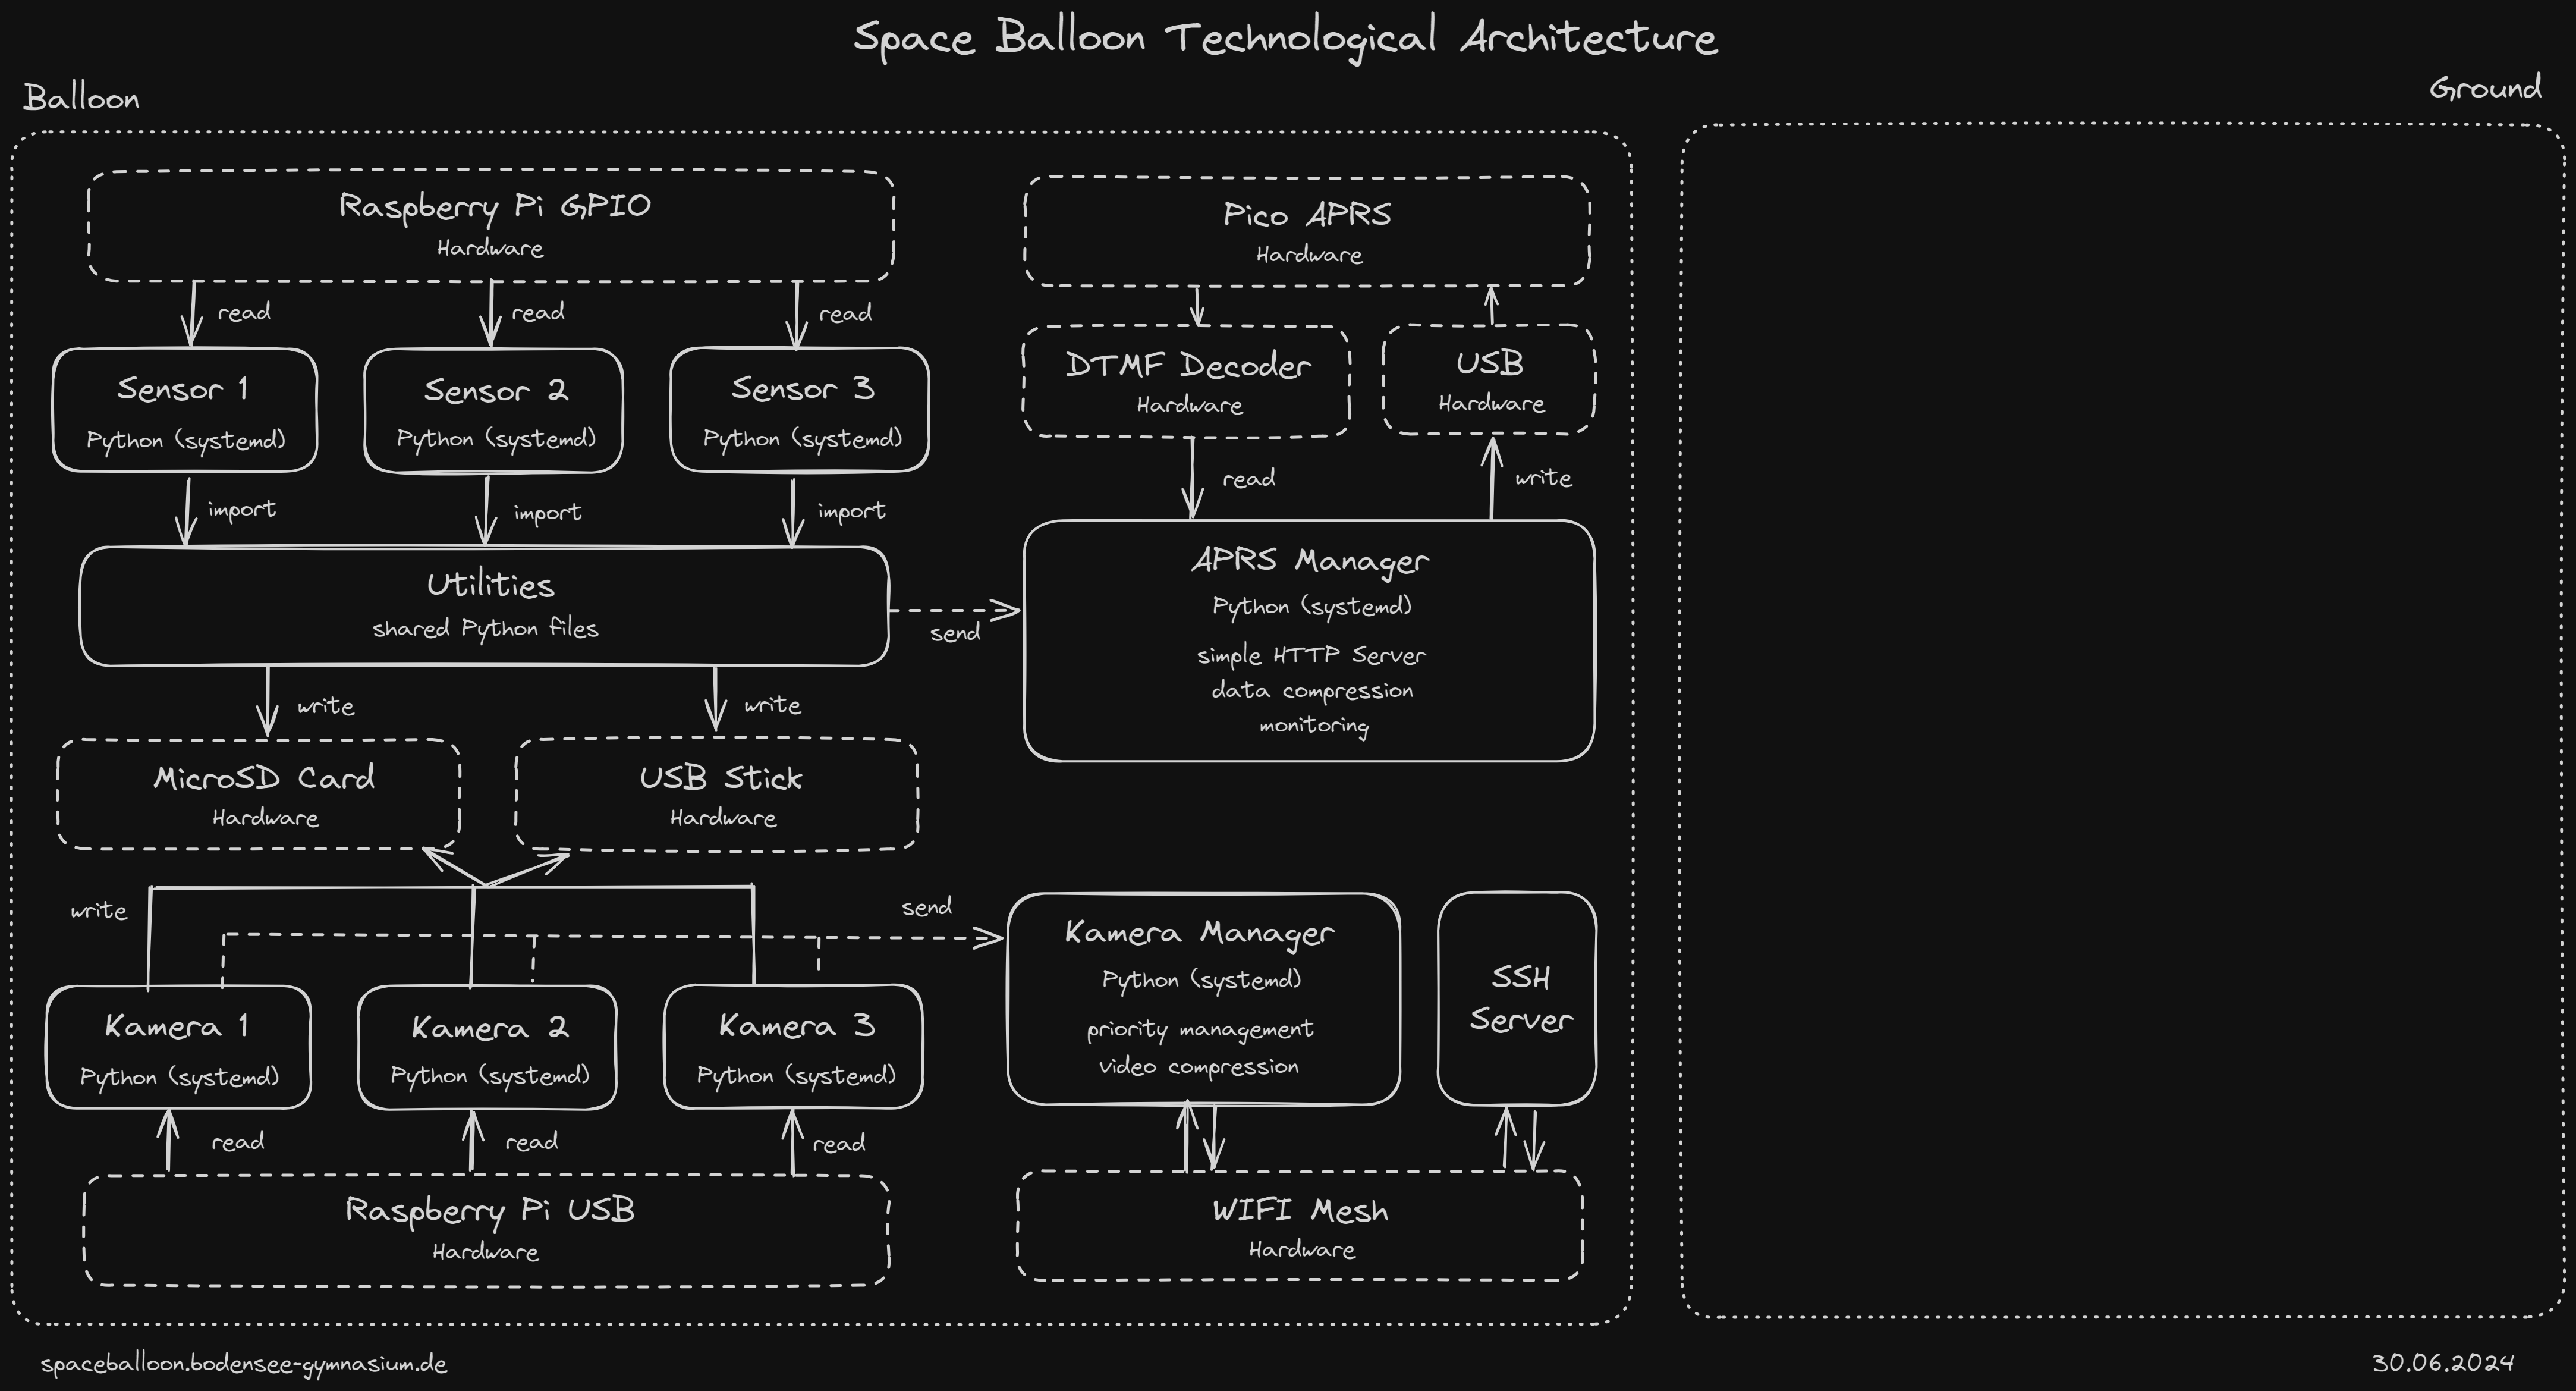 Space Balloon Technological Architecture
Balloon
Ground
Raspberry Pi GPIO
Hardware
read
read
read
Sensor 1
Python (systemd)
Sensor 2
Python (systemd)
Sensor 3
Python (systemd)
import
import
import
Utilities
shared Python files
send
write
write
MicroSD Card
Hardware
USB Stick
Hardware
write
send
Kamera 1
Python (systemd)
Kamera 2
Python (systemd)
Kamera 3
Python (systemd)
read
read
read
Raspberry Pi USB
Hardware
Pico APRS
Hardware
DTMF Decoder
Hardware
USB
Hardware
read
write
APRS Manager
Python (systemd)
simple HTTP Server
data compression
monitoring
Kamera Manager
Python (systemd)
priority management
video compression
SSH
Server
WIFI Mesh
Hardware
spaceballoon.bodensee-gymnasium.de
30.06.2024